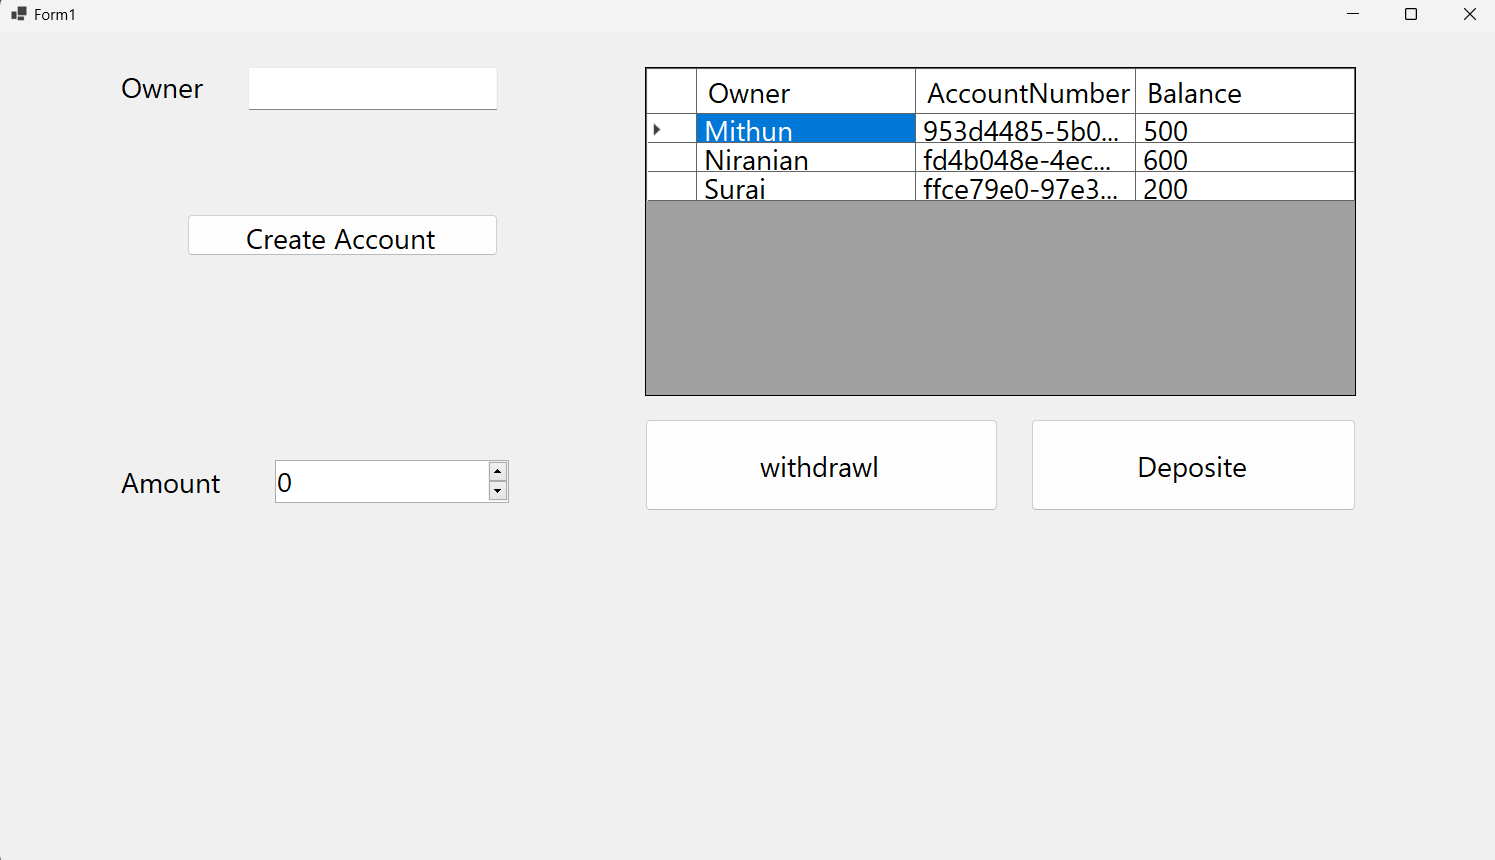 Form1
Owner
Owner AccountNumber Balance
Mithun 953d4485-5b0... 500
Niranian fd4b048e-4ec... 600
Surai ffce79e0-97e3... 200
Create Account
withdrawl Deposite
Amount 0